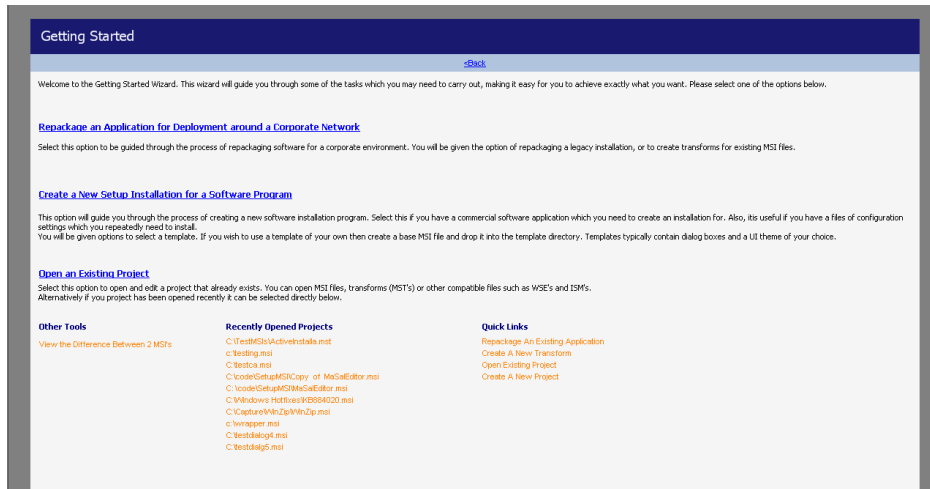 Getting Started
<Back
Welcome to the Getting Started Wizard. This wizard will guide you through some of the tasks which you may need to carry out, making it easy for you to achieve exactly what you want. Please select one of the options below.
Repackage an Application for Deployment around a Corporate Network
Select this option to be guided through the process of repackaging software for a corporate environment. You will be given the option of repackaging a legacy installation, or to create transforms for existing MSI files.
Create a New Setup Installation for a Software Program
This option will guide you through the process of creating a new software installation program. Select this if you have a commercial software application which you need to create an installation for. Also, itis useful if you have a files of configuration
settings which you repeatedly need to install.
You will be given options to select a template. If you wish to use a template of your own then create a base MSI file and drop it into the template directory. Templates typically contain dialog boxes and a UI theme of your choice.
Open an Existing Project
Select this option to open and edit a project that already exists. You can open MSI files, transforms (MST's) or other compatible files such as WSE's and ISM's.
Alternatively if you project has been opened recently it can be selected directly below.
Other Tools
View the Difference Between 2 MSI's
Recently Opened Projects
C:\TestMSIs\ActiveInstalla.mst
c:\testing.msi
C:\testca.msi
C:\code\SetupMSI\Copy of MaSaIEditor.msi
C:\code\SetupMSI\MaSaIEditor.msi
C:\Windows Hotfixes\KB884020.msi
C:\Capture\WinZip\WinZip.msi
c:\wrapper.msi
C:\testdialog4.msi
C:\testdialg5.msi
Quick Links
Repackage An Existing Application
Create A New Transform
Open Existing Project
Create A New Project